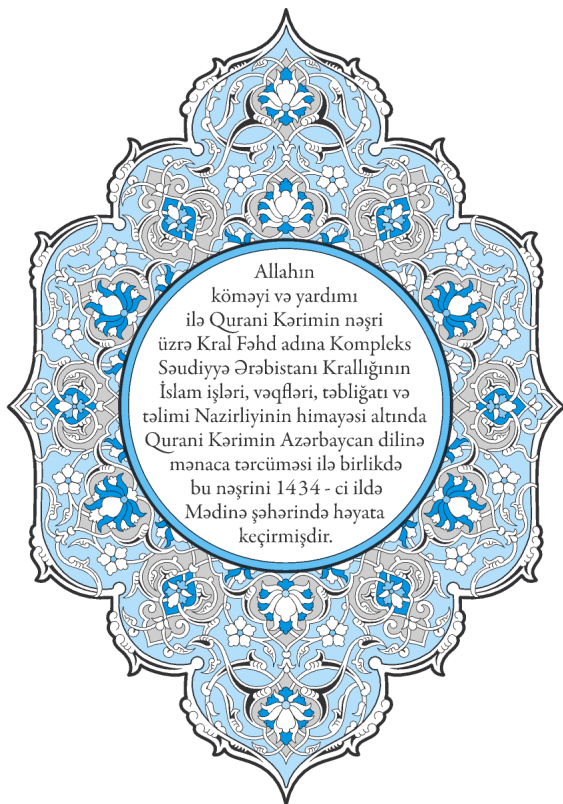 Allahın
köməyi və yardımı
ilə Qurani Kərimin nəşri
üzrə Kral Fəhd adına Kompleks
Səudiyyə Ərəbistanı Krallığının
İslam işləri, vəqfləri, təbliğatı və
təlimi Nazirliyinin himayəsi altında
Qurani Kərimin Azərbaycan dilinə
mənaca tərcüməsi ilə birlikdə
bu nəşrini 1434 - ci ildə
Mədinə şəhərində həyata
keçirmişdir.